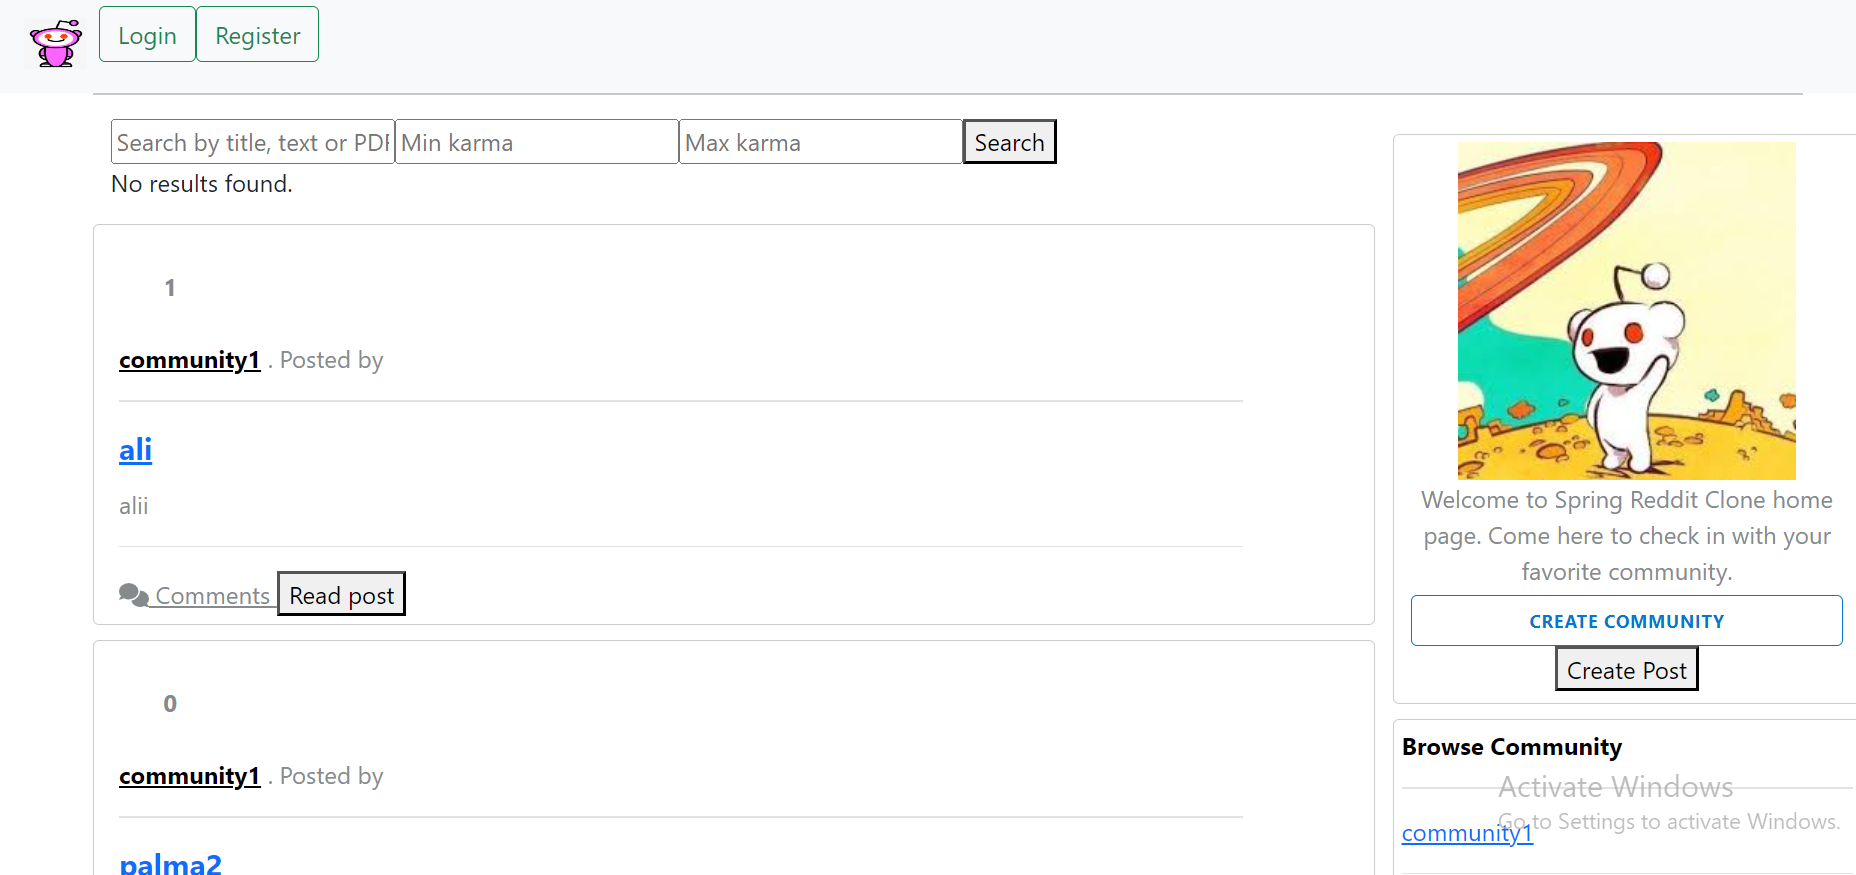 Login Register
Search by title, text or PDF Min karma Max karma Search
No results found.
1
community1 . Posted by
ali
alii
Comments Read post
0
community1 . Posted by
palma2
Welcome to Spring Reddit Clone home
page. Come here to check in with your
favorite community.
CREATE COMMUNITY
Create Post
Browse Community
community1
Activate Windows
Go to Settings to activate Windows.